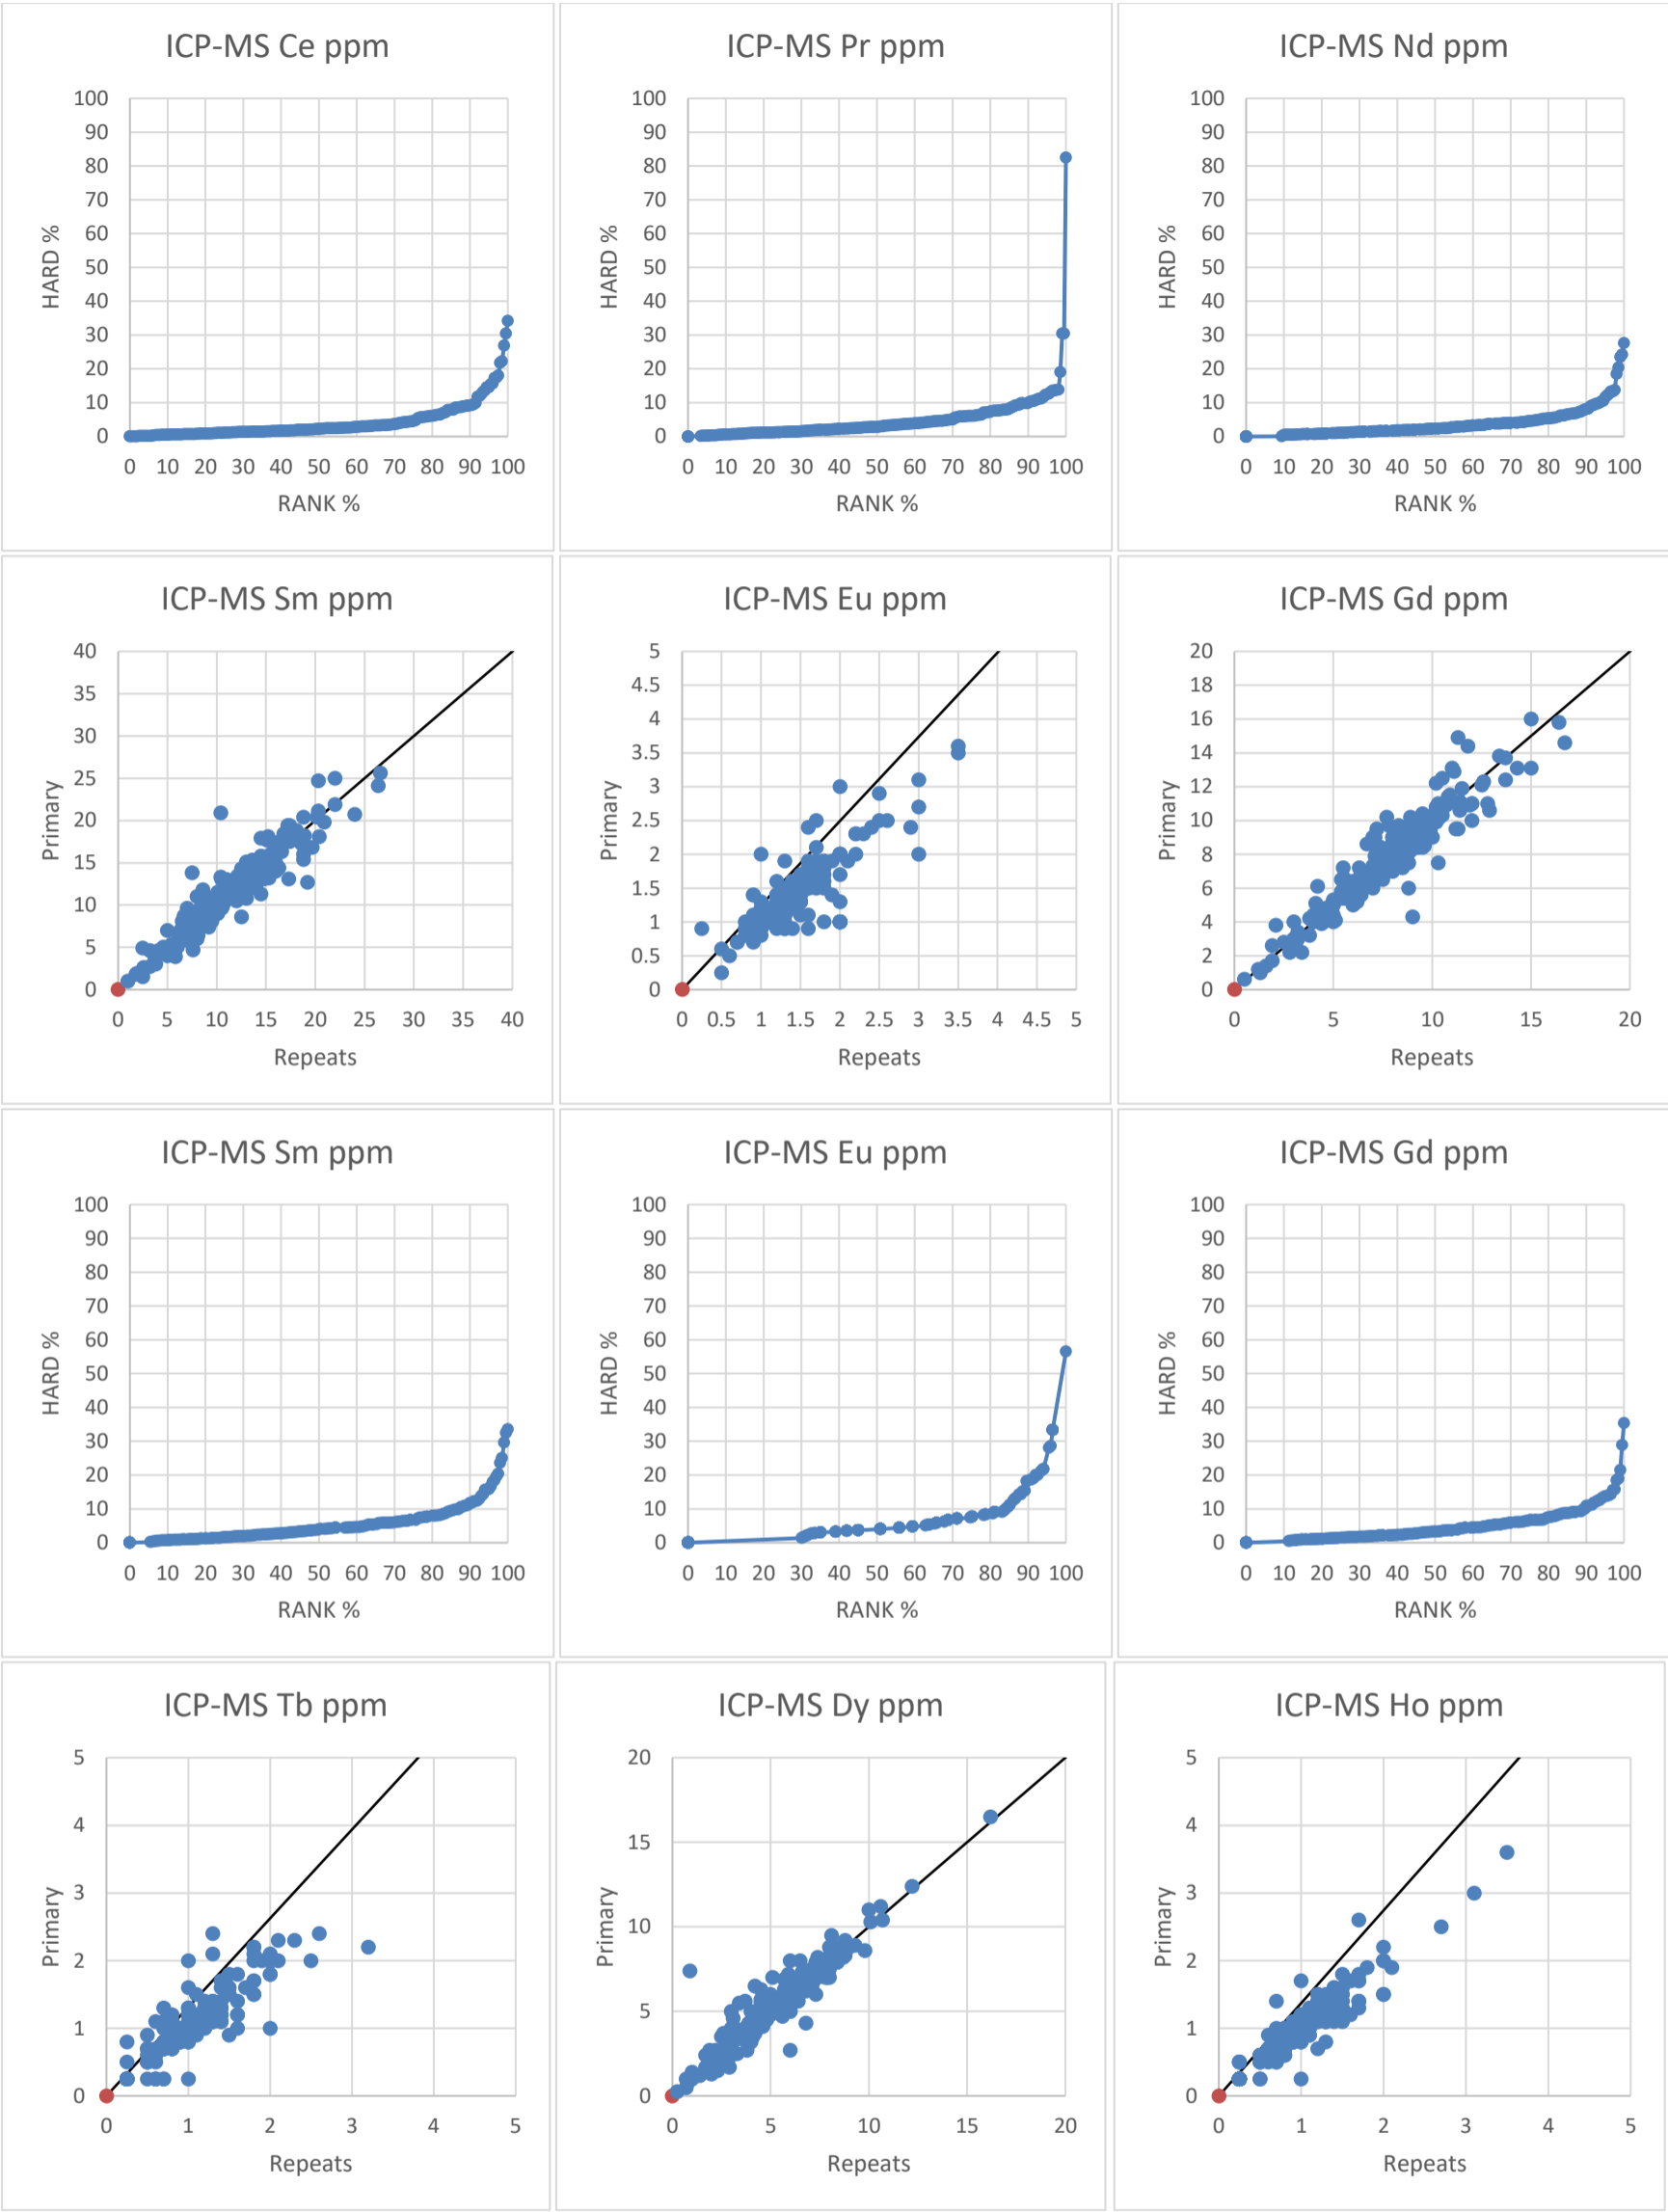 ICP-MS Ce ppm
100
90
80
70
60
50
40
30
20
10
0
HARD %
0 10 20 30 40 50 60 70 80 90 100
RANK %
ICP-MS Pr ppm
100
90
80
70
60
50
40
30
20
10
0
HARD %
0 10 20 30 40 50 60 70 80 90 100
RANK %
ICP-MS Nd ppm
100
90
80
70
60
50
40
30
20
10
0
HARD %
0 10 20 30 40 50 60 70 80 90 100
RANK %
ICP-MS Sm ppm
40
35
30
25
20
15
10
5
0
Primary
0 5 10 15 20 25 30 35 40
Repeats
ICP-MS Eu ppm
5
4.5
4
3.5
3
2.5
2
1.5
1
0.5
0
Primary
0 0.5 1 1.5 2 2.5 3 3.5 4 4.5 5
Repeats
ICP-MS Gd ppm
20
18
16
14
12
10
8
6
4
2
0
Primary
0 5 10 15 20
Repeats
ICP-MS Sm ppm
100
90
80
70
60
50
40
30
20
10
0
HARD %
0 10 20 30 40 50 60 70 80 90 100
RANK %
ICP-MS Eu ppm
100
90
80
70
60
50
40
30
20
10
0
HARD %
0 10 20 30 40 50 60 70 80 90 100
RANK %
ICP-MS Gd ppm
100
90
80
70
60
50
40
30
20
10
0
HARD %
0 10 20 30 40 50 60 70 80 90 100
RANK %
ICP-MS Tb ppm
5
4
3
2
1
0
Primary
0 1 2 3 4 5
Repeats
ICP-MS Dy ppm
20
15
10
5
0
Primary
0 5 10 15 20
Repeats
ICP-MS Ho ppm
5
4
3
2
1
0
Primary
0 1 2 3 4 5
Repeats